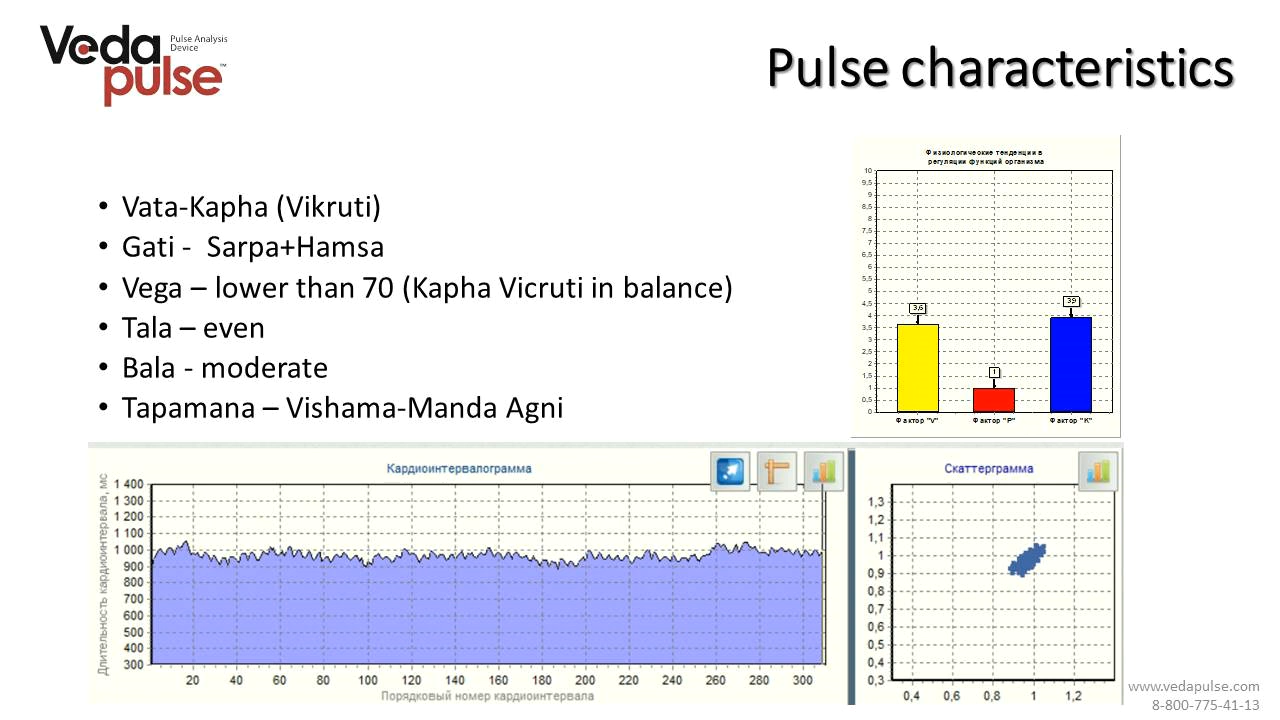 Veda pulse™
Pulse Analysis
Device
Pulse characteristics
• Vata-Kapha (Vikruti)
• Gati - Sarpa+Hamsa
• Vega – lower than 70 (Kapha Vicruti in balance)
• Tala – even
• Bala - moderate
• Tapamana – Vishama-Manda Agni
Физиологические тенденции в
регуляции функций организма
10
9,5
9
8,5
8
7,5
7
6,5
6
5,5
5
4,5
4
3,5
3
2,5
2
1,5
1
0,5
0
3,6
1
3,9
Фактор "V" Фактор "P" Фактор "K"
Кардиоинтервалограмма
Длительность кардиоинтервала, мс
1 400
1 300
1 200
1 100
1 000
900
800
700
600
500
400
300
20 40 60 80 100 120 140 160 180 200 220 240 260 280 300
Порядковый номер кардиоинтервала
Скаттерграмма
1,3
1,2
1,1
1
0,9
0,8
0,7
0,6
0,5
0,4
0,3
0,4 0,6 0,8 1 1,2
www.vedapulse.com
8-800-775-41-13